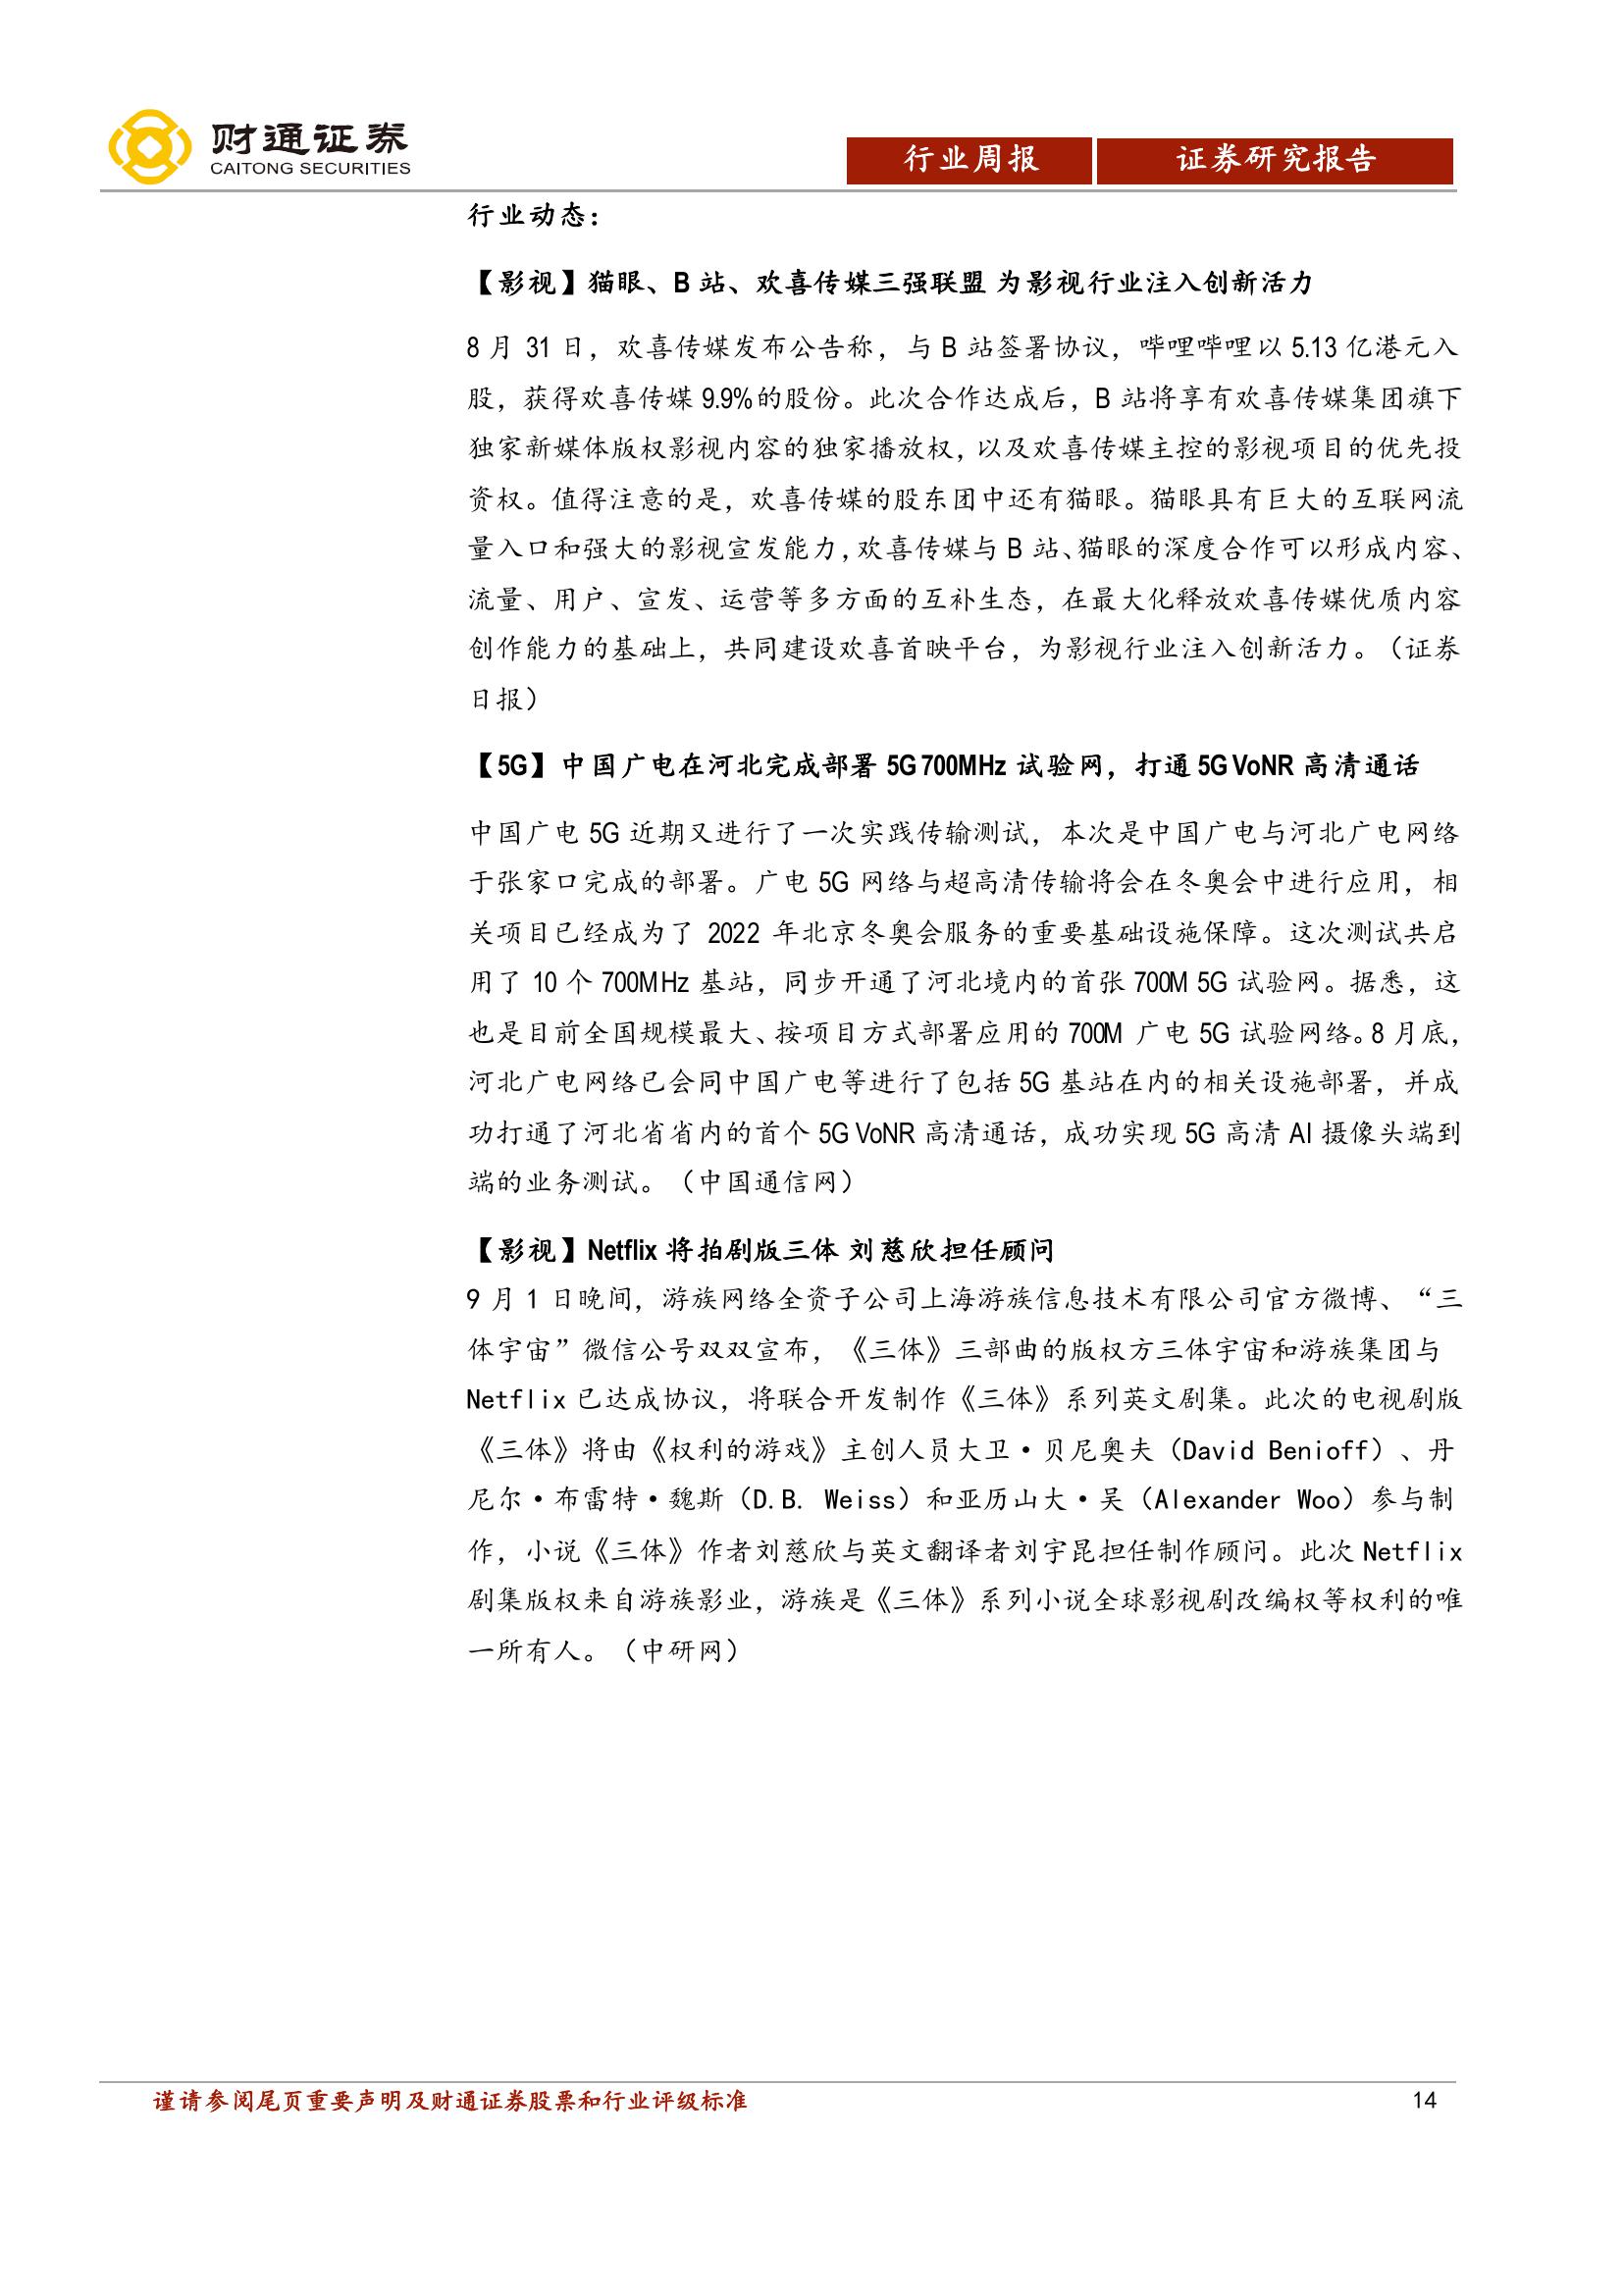 财通证券
CAITONG SECURITIES
行业周报
证券研究报告
行业动态：
【影视】猫眼、B 站、欢喜传媒三强联盟 为影视行业注入创新活力
8 月 31 日，欢喜传媒发布公告称，与 B 站签署协议，哔哩哔哩以 5.13 亿港元入
股，获得欢喜传媒 9.9%的股份。此次合作达成后，B 站将享有欢喜传媒集团旗下
独家新媒体版权影视内容的独家播放权，以及欢喜传媒主控的影视项目的优先投
资权。值得注意的是，欢喜传媒的股东团中还有猫眼。猫眼具有巨大的互联网流
量入口和强大的影视宣发能力，欢喜传媒与 B 站、猫眼的深度合作可以形成内容、
流量、用户、宣发、运营等多方面的互补生态，在最大化释放欢喜传媒优质内容
创作能力的基础上，共同建设欢喜首映平台，为影视行业注入创新活力。（证券
日报）
【5G】中国广电在河北完成部署 5G 700MHz 试验网，打通 5G VoNR 高清通话
中国广电 5G 近期又进行了一次实践传输测试，本次是中国广电与河北广电网络
于张家口完成的部署。广电 5G 网络与超高清传输将会在冬奥会中进行应用，相
关项目已经成为了 2022 年北京冬奥会服务的重要基础设施保障。这次测试共启
用了 10 个 700MHz 基站，同步开通了河北境内的首张 700M 5G 试验网。据悉，这
也是目前全国规模最大、按项目方式部署应用的 700M 广电 5G 试验网络。8 月底，
河北广电网络已会同中国广电等进行了包括 5G 基站在内的相关设施部署，并成
功打通了河北省省内的首个 5G VoNR 高清通话，成功实现 5G 高清 AI 摄像头端到
端的业务测试。（中国通信网）
【影视】Netflix 将拍剧版三体 刘慈欣担任顾问
9 月 1 日晚间，游族网络全资子公司上海游族信息技术有限公司官方微博、“三
体宇宙”微信公号双双宣布，《三体》三部曲的版权方三体宇宙和游族集团与
Netflix 已达成协议，将联合开发制作《三体》系列英文剧集。此次的电视剧版
《三体》将由《权利的游戏》主创人员大卫·贝尼奥夫（David Benioff）、丹
尼尔·布雷特·魏斯（D.B. Weiss）和亚历山大·吴（Alexander Woo）参与制
作，小说《三体》作者刘慈欣与英文翻译者刘宇昆担任制作顾问。此次 Netflix
剧集版权来自游族影业，游族是《三体》系列小说全球影视剧改编权等权利的唯
一所有人。（中研网）
谨请参阅尾页重要声明及财通证券股票和行业评级标准
14